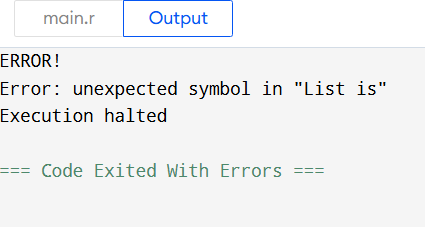 main.r Output
ERROR!
Error: unexpected symbol in "List is"
Execution halted
=== Code Exited With Errors ===